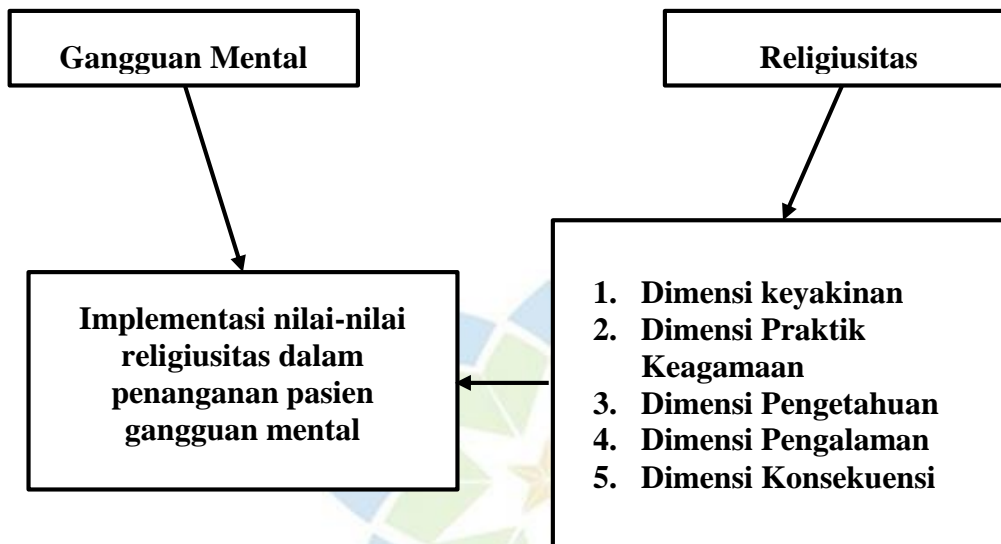 Gangguan Mental
Religiusitas
Implementasi nilai-nilai
religiusitas dalam
penanganan pasien
gangguan mental
1. Dimensi keyakinan
2. Dimensi Praktik
Keagamaan
3. Dimensi Pengetahuan
4. Dimensi Pengalaman
5. Dimensi Konsekuensi